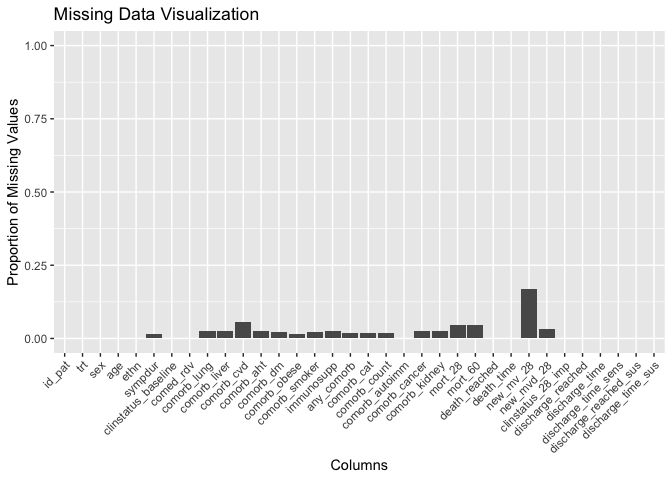 Missing Data Visualization
1.00
0.75
0.50
0.25
0.00
Proportion of Missing Values
id_pat
trt
sex
age
ethn
sympdur
clinstatus_baseline
comed_rdv
comorb_lung
comorb_liver
comorb_cvd
comorb_aht
comorb_dm
comorb_obese
comorb_smoker
immunosupp
any_comorb
comorb_cat
comorb_count
comorb_autoimm
comorb_cancer
comorb_kidney
mort_28
mort_60
death_reached
death_time
new_mv_28
new_mvd_28
clinstatus_28_imp
discharge_reached
discharge_time
discharge_time_sens
discharge_reached_sus
discharge_time_sus
Columns